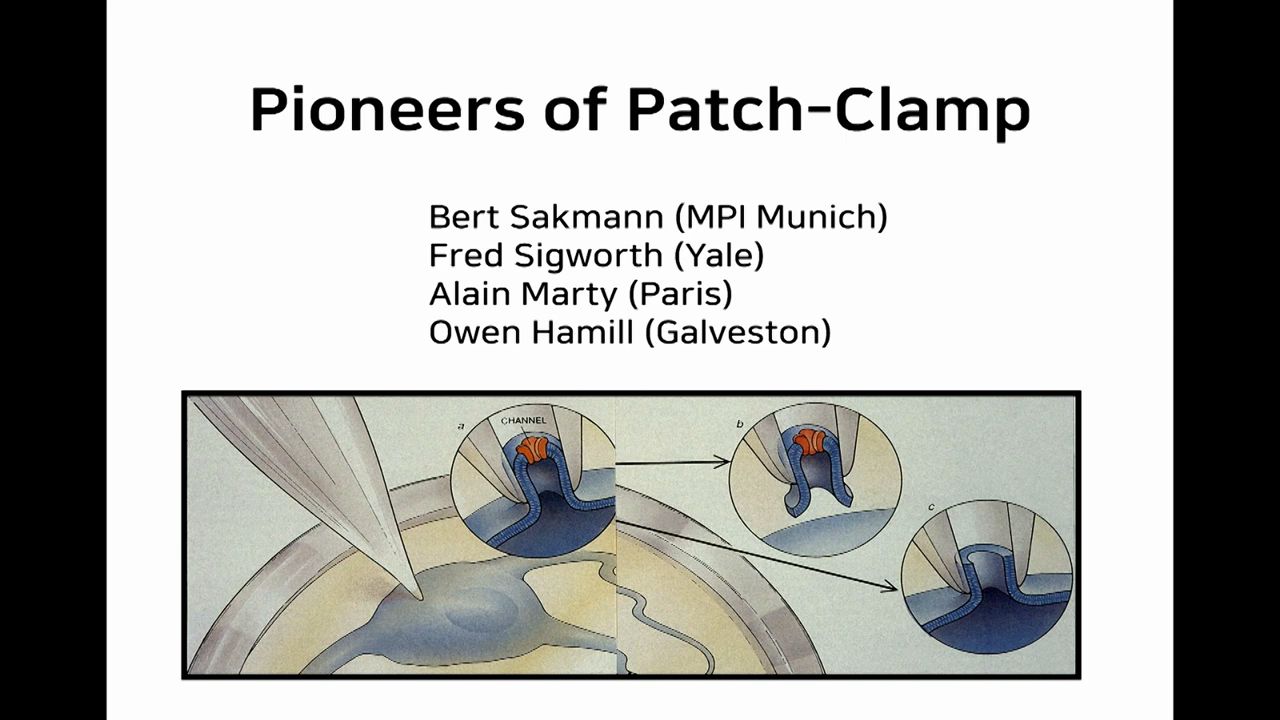 Pioneers of Patch-Clamp
Bert Sakmann (MPI Munich)
Fred Sigworth (Yale)
Alain Marty (Paris)
Owen Hamill (Galveston)
a
CHANNEL
b
c